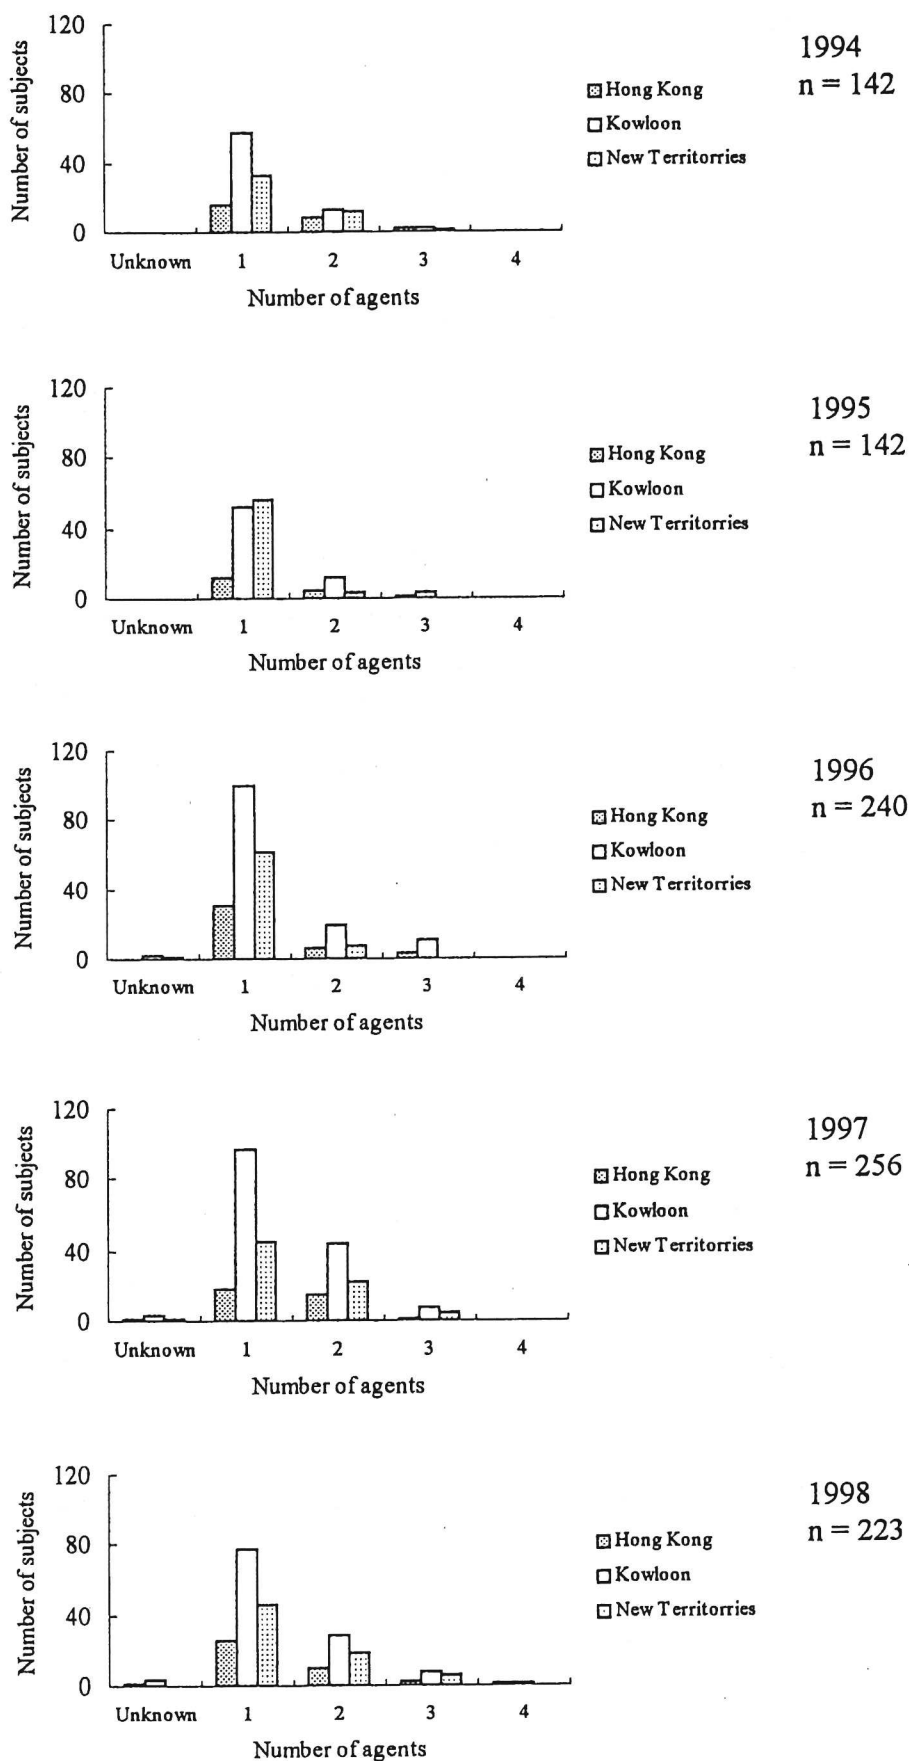 1994
n = 142
Number of subjects
120
80
40
0
Unknown 1 2 3 4
Number of agents
Hong Kong
Kowloon
New Territorries
1995
n = 142
Number of subjects
120
80
40
0
Unknown 1 2 3 4
Number of agents
Hong Kong
Kowloon
New Territorries
1996
n = 240
Number of subjects
120
80
40
0
Unknown 1 2 3 4
Number of agents
Hong Kong
Kowloon
New Territorries
1997
n = 256
Number of subjects
120
80
40
0
Unknown 1 2 3 4
Number of agents
Hong Kong
Kowloon
New Territorries
1998
n = 223
Number of subjects
120
80
40
0
Unknown 1 2 3 4
Number of agents
Hong Kong
Kowloon
New Territorries